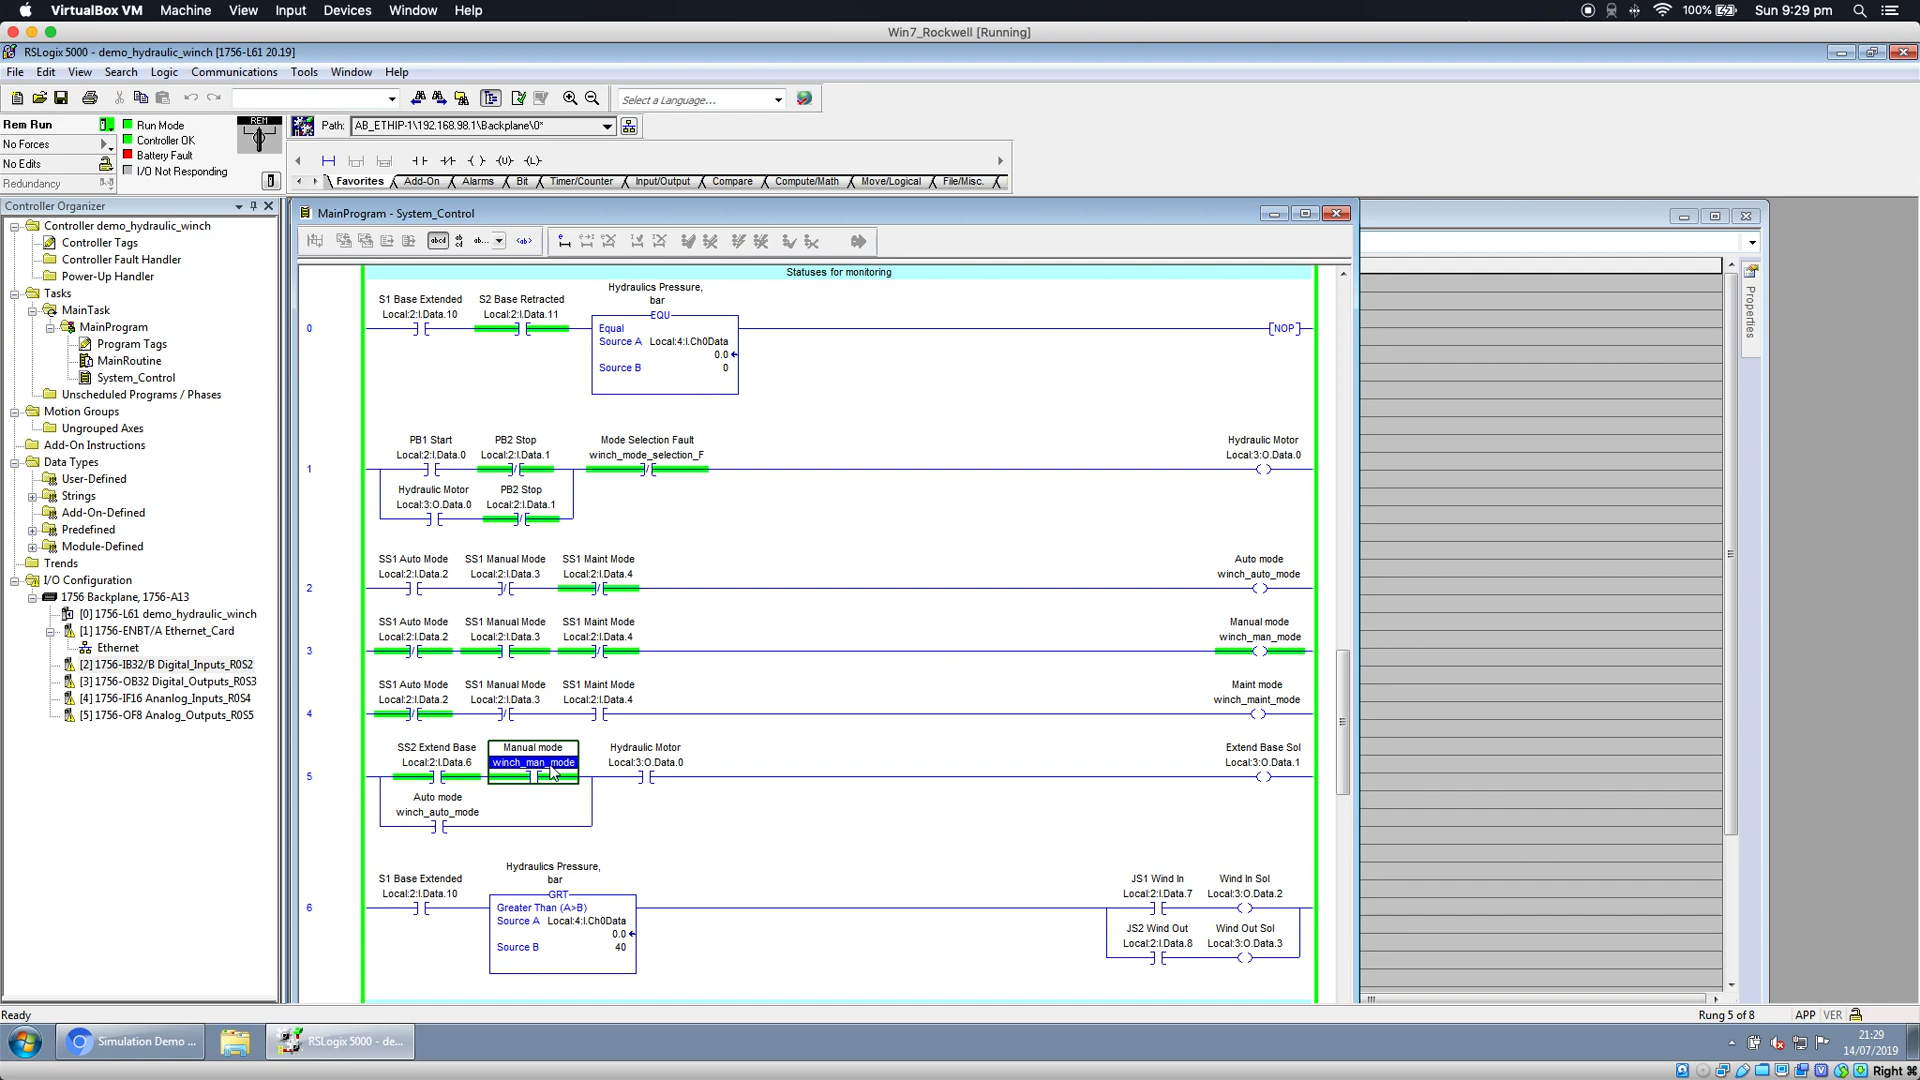 VirtualBox VM Machine View Input Devices Window Help
100% Sun 9:29 pm
Win7_Rockwell [Running]
RSLogix 5000 - demo_hydraulic_winch [1756-L61 20.19]
File Edit View Search Logic Communications Tools Window Help
Select a Language...
Rem Run
Run Mode
REM
Path: AB_ETHIP-1\192.168.98.1\Backplane\0*
No Forces
Controller OK
No Edits
Battery Fault
Redundancy
I/O Not Responding
Favorites Add-On Alarms Bit Timer/Counter Input/Output Compare Compute/Math Move/Logical File/Misc.
Controller Organizer
Controller demo_hydraulic_winch
Controller Tags
Controller Fault Handler
Power-Up Handler
Tasks
MainTask
MainProgram
Program Tags
MainRoutine
System_Control
Unscheduled Programs / Phases
Motion Groups
Ungrouped Axes
Add-On Instructions
Data Types
User-Defined
Strings
Add-On-Defined
Predefined
Module-Defined
Trends
I/O Configuration
1756 Backplane, 1756-A13
[0] 1756-L61 demo_hydraulic_winch
[1] 1756-ENBT/A Ethernet_Card
Ethernet
[2] 1756-IB32/B Digital_Inputs_R0S2
[3] 1756-OB32 Digital_Outputs_R0S3
[4] 1756-IF16 Ananlog_Inputs_R0S4
[5] 1756-OF8 Analog_Outputs_R0S5
MainProgram - System_Control
Properties
Statuses for monitoring
S1 Base Extended S2 Base Retracted Hydraulics Pressure, bar
Local:2:I.Data.10 Local:2:I.Data.11 EQU
0 NOP
Equal
Source A Local:4:I.Ch0Data
0.0
Source B 0
PB1 Start PB2 Stop Mode Selection Fault Hydraulic Motor
Local:2:I.Data.0 Local:2:I.Data.1 winch_mode_selection_F Local:3:O.Data.0
1
Hydraulic Motor PB2 Stop
Local:3:O.Data.0 Local:2:I.Data.1
SS1 Auto Mode SS1 Manual Mode SS1 Maint Mode Auto mode
Local:2:I.Data.2 Local:2:I.Data.3 Local:2:I.Data.4 winch_auto_mode
2
SS1 Auto Mode SS1 Manual Mode SS1 Maint Mode Manual mode
Local:2:I.Data.2 Local:2:I.Data.3 Local:2:I.Data.4 winch_man_mode
3
SS1 Auto Mode SS1 Manual Mode SS1 Maint Mode Maint mode
Local:2:I.Data.2 Local:2:I.Data.3 Local:2:I.Data.4 winch_maint_mode
4
SS2 Extend Base Manual mode Hydraulic Motor Extend Base Sol
Local:2:I.Data.6 winch_man_mode Local:3:O.Data.0 Local:3:O.Data.1
5
Auto mode
winch_auto_mode
Hydraulics Pressure, bar
S1 Base Extended JS1 Wind In Wind In Sol
Local:2:I.Data.10 GRT Local:2:I.Data.7 Local:3:O.Data.2
6
Greater Than (A>B)
Source A Local:4:I.Ch0Data
0.0
Source B 40
JS2 Wind Out Wind Out Sol
Local:2:I.Data.8 Local:3:O.Data.3
Ready
Rung 5 of 8 APP VER
Simulation Demo ...
RSLogix 5000 - de...
21:29
14/07/2019
Right ⌘